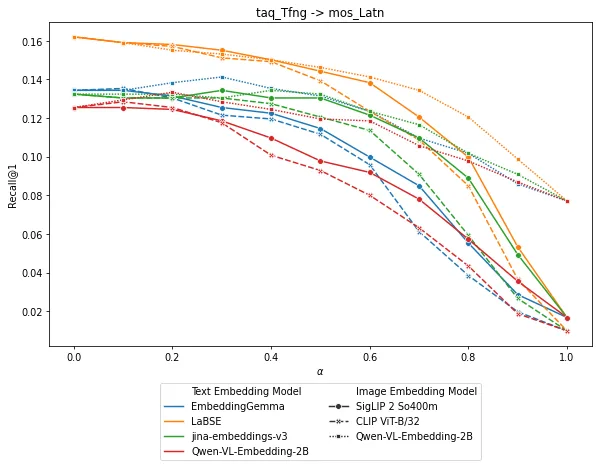 taq_Tfng -> mos_Latn
0.16
0.14
0.12
0.10
0.08
0.06
0.04
0.02
Recall@1
0.0 0.2 0.4 0.6 0.8 1.0
α
Text Embedding Model Image Embedding Model
EmbeddingGemma SigLIP 2 So400m
LaBSE CLIP ViT-B/32
jina-embeddings-v3 Qwen-VL-Embedding-2B
Qwen-VL-Embedding-2B